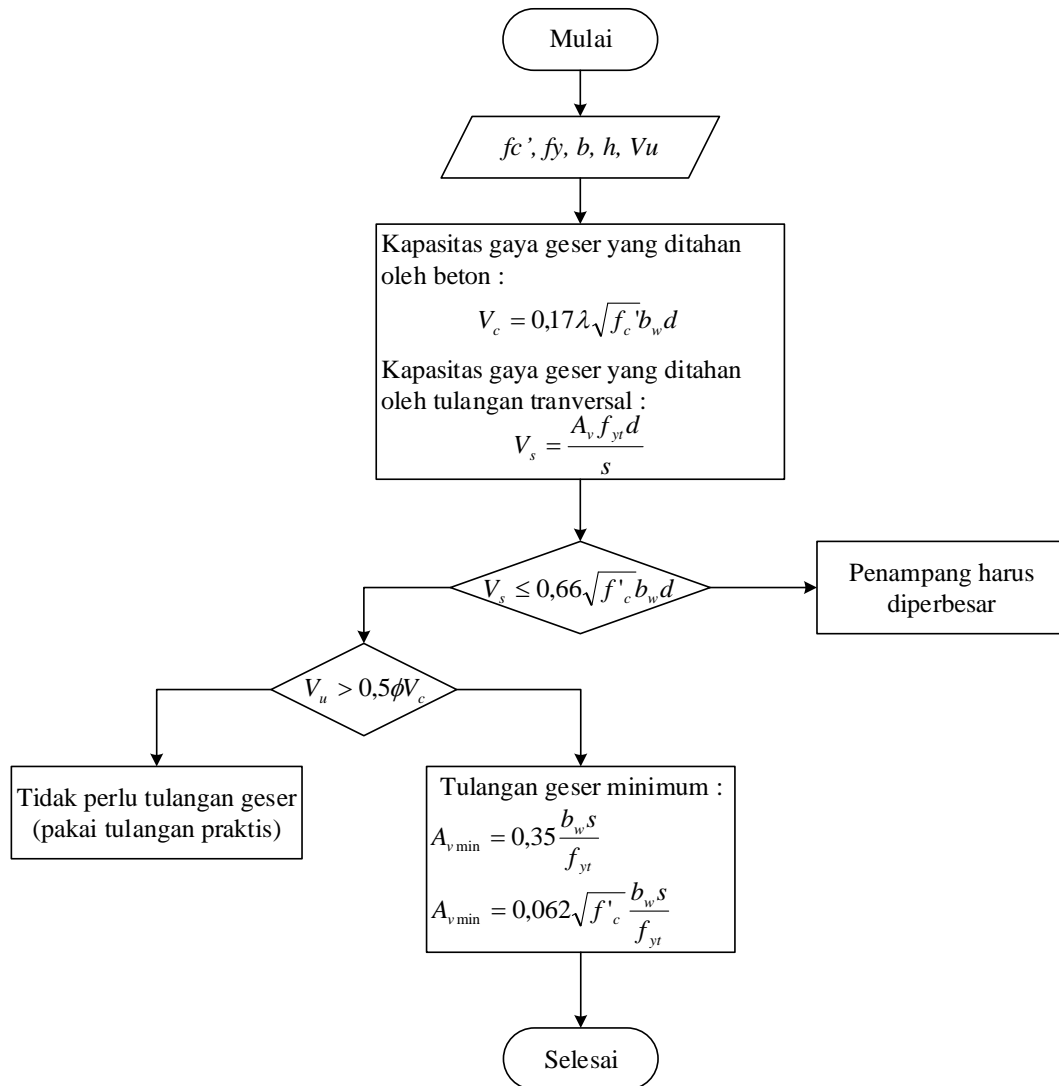 Mulai
fc’, fy, b, h, Vu
Kapasitas gaya geser yang ditahan
oleh beton :
V_c = 0,17λ√f_c' b_w d
Kapasitas gaya geser yang ditahan
oleh tulangan tranversal :
V_s = A_v f_yt d / s
V_s ≤ 0,66√f'_c b_w d
Penampang harus
diperbesar
V_u > 0,5ϕV_c
Tidak perlu tulangan geser
(pakai tulangan praktis)
Tulangan geser minimum :
A_v min = 0,35 b_w s / f_yt
A_v min = 0,062√f'_c b_w s / f_yt
Selesai